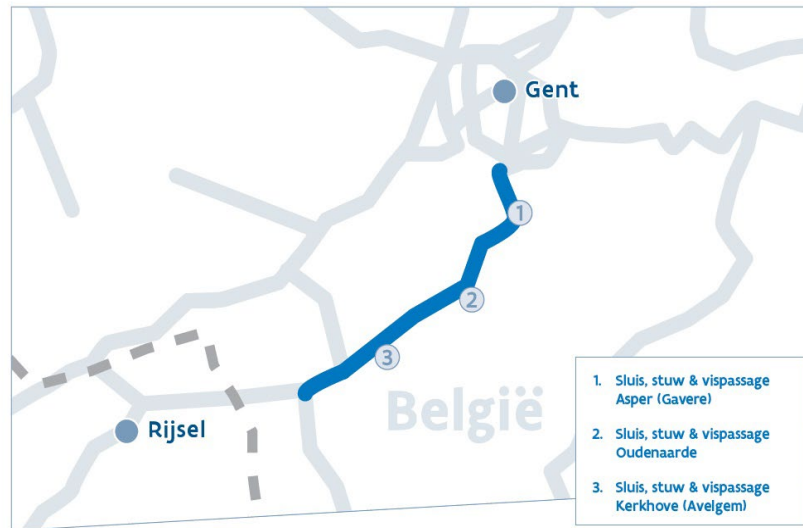 Gent
1
2
3
België
Rijsel
1. Sluis, stuw & vispassage
Asper (Gavere)
2. Sluis, stuw & vispassage
Oudenaarde
3. Sluis, stuw & vispassage
Kerkhove (Avelgem)